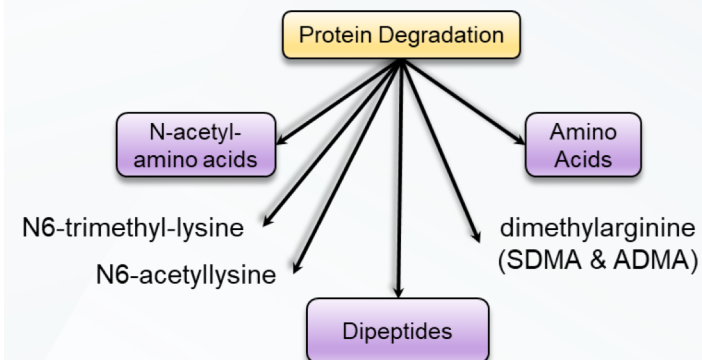 Protein Degradation
N-acetyl-
amino acids
Amino
Acids
N6-trimethyl-lysine
dimethylarginine
(SDMA & ADMA)
N6-acetyllysine
Dipeptides